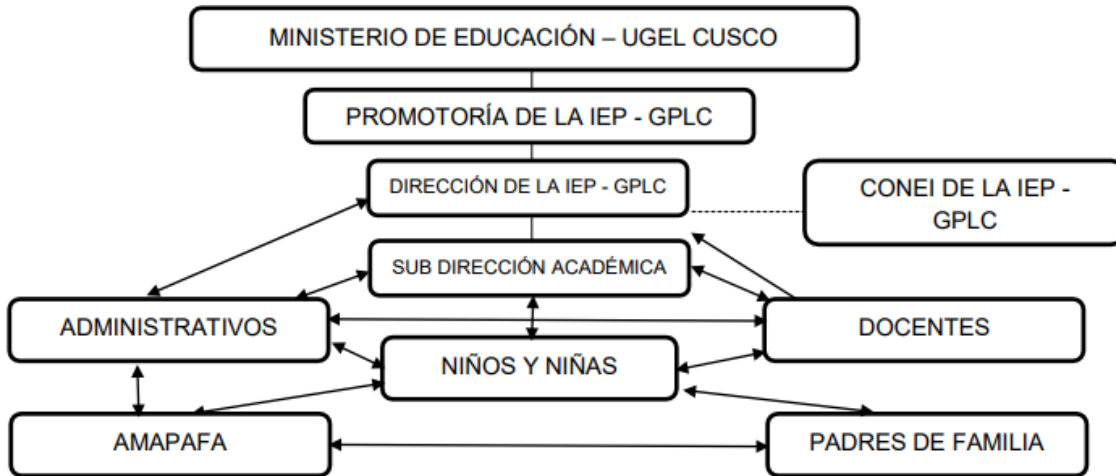 MINISTERIO DE EDUCACIÓN – UGEL CUSCO
PROMOTORÍA DE LA IEP - GPLC
DIRECCIÓN DE LA IEP - GPLC
CONEI DE LA IEP -
GPLC
SUB DIRECCIÓN ACADÉMICA
ADMINISTRATIVOS
DOCENTES
NIÑOS Y NIÑAS
AMAPAFA
PADRES DE FAMILIA